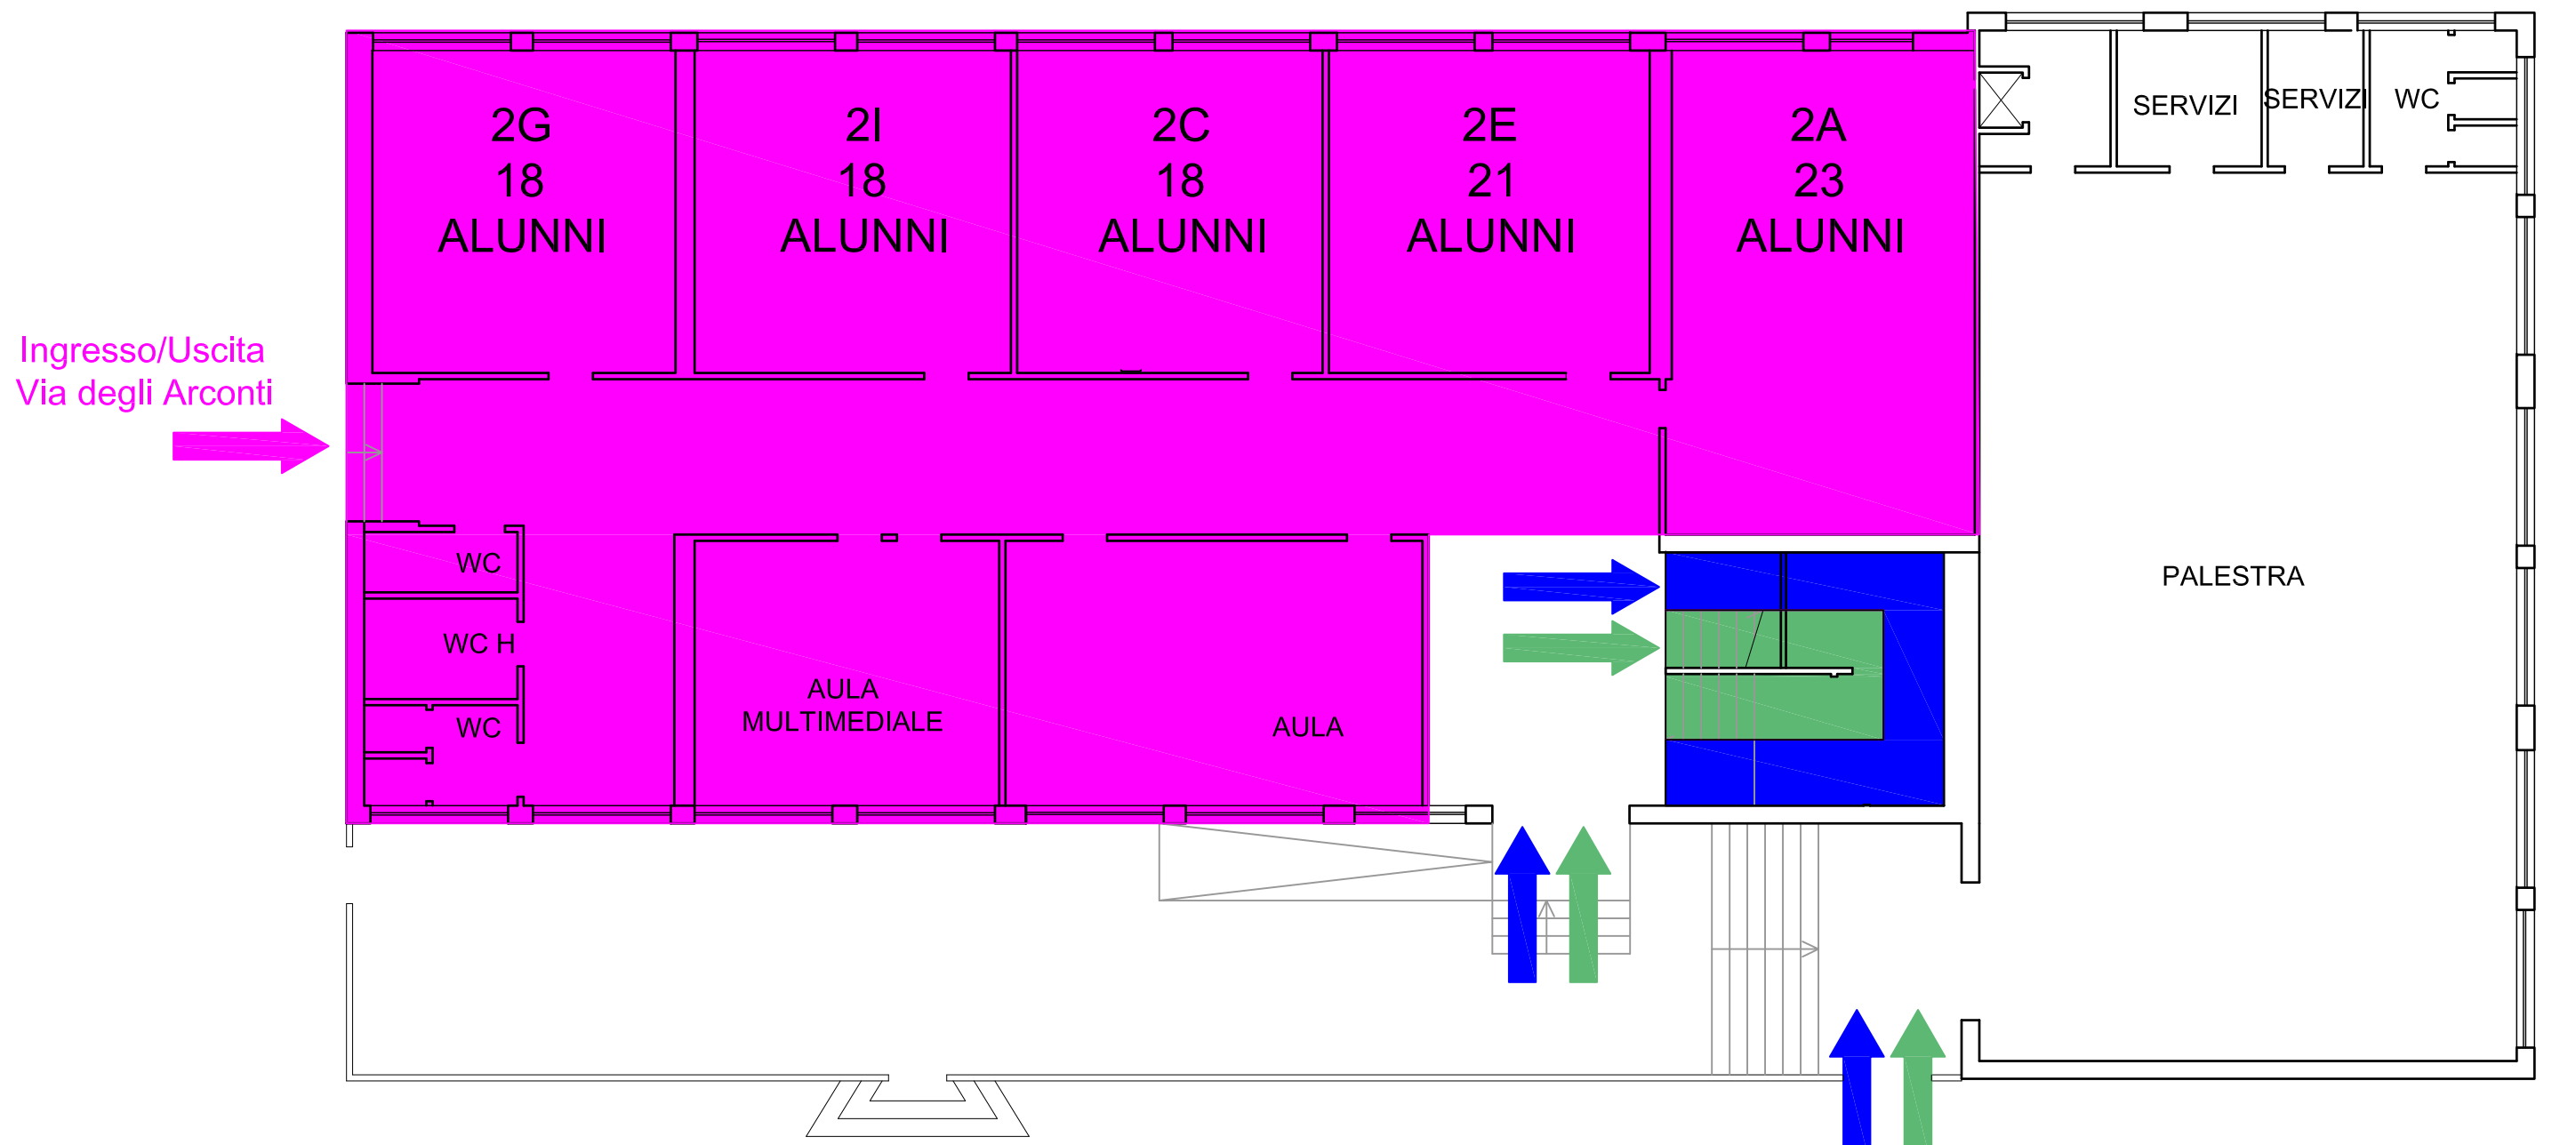 2G
18
ALUNNI
2I
18
ALUNNI
2C
18
ALUNNI
2E
21
ALUNNI
2A
23
ALUNNI
SERVIZI
SERVIZI
WC
Ingresso/Uscita
Via degli Arconti
WC
WC H
WC
AULA
MULTIMEDIALE
AULA
PALESTRA